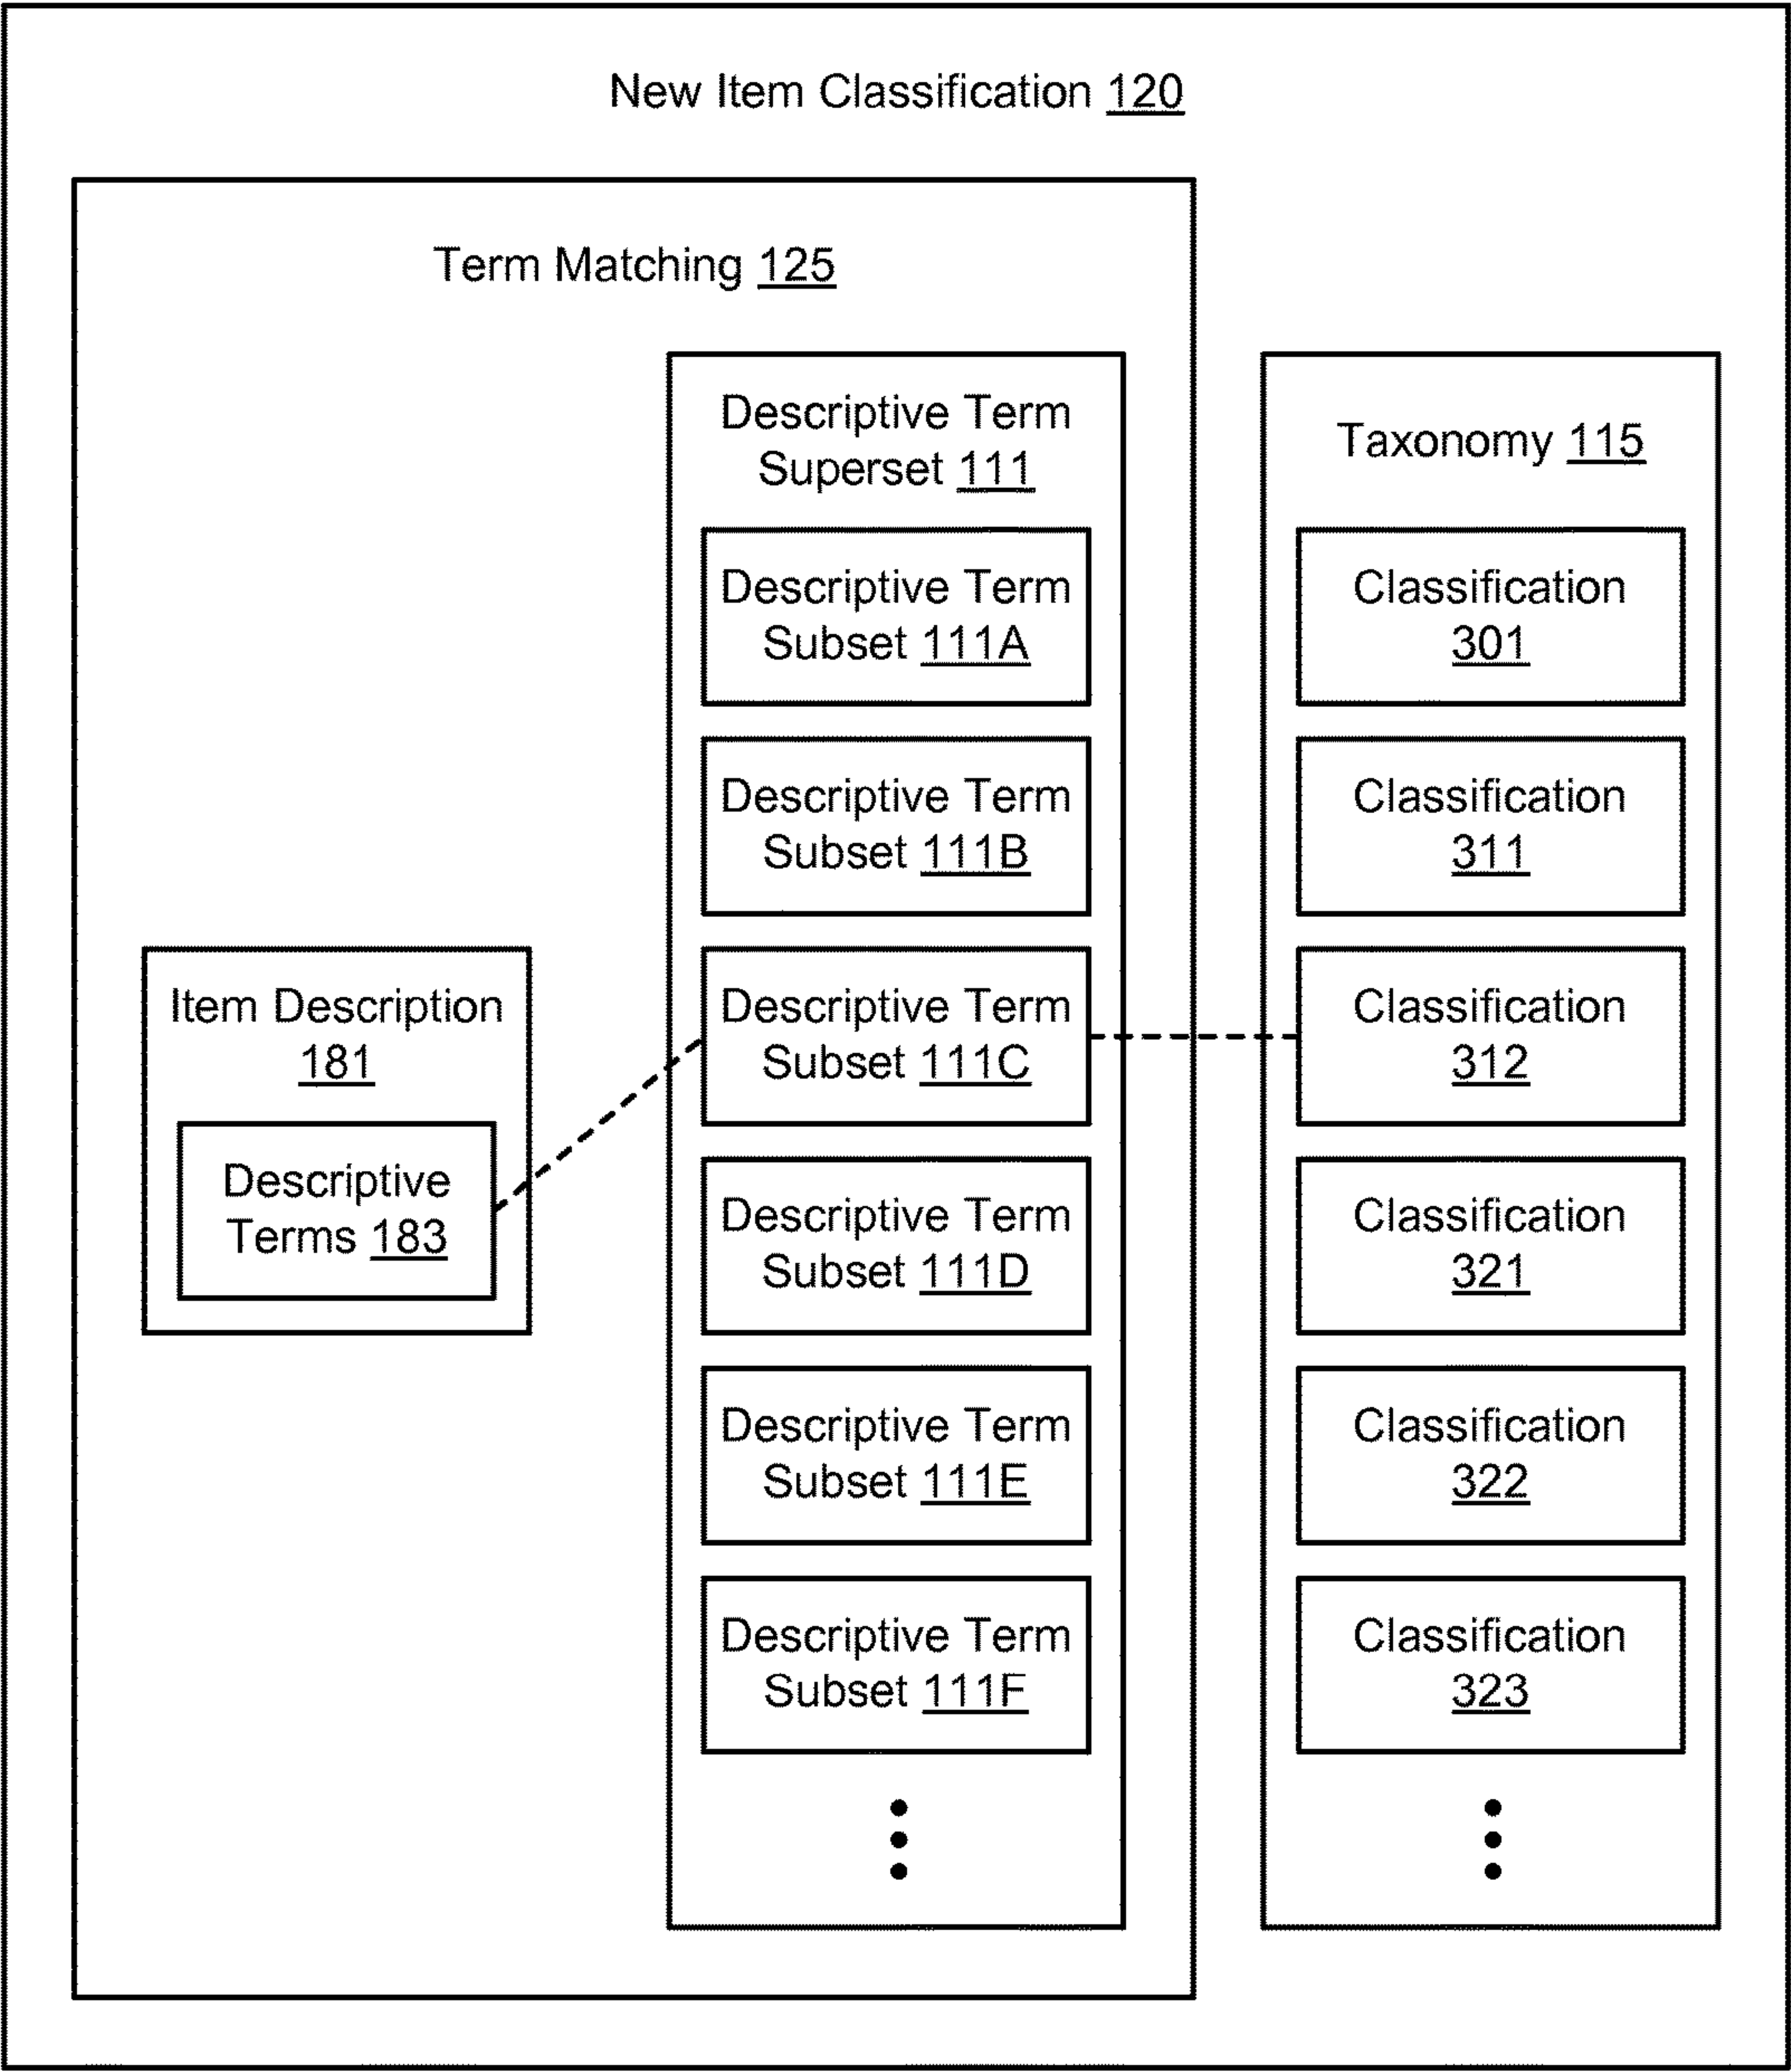 New Item Classification 120
Term Matching 125
Item Description
181
Descriptive
Terms 183
Descriptive Term
Superset 111
Descriptive Term
Subset 111A
Descriptive Term
Subset 111B
Descriptive Term
Subset 111C
Descriptive Term
Subset 111D
Descriptive Term
Subset 111E
Descriptive Term
Subset 111F
Taxonomy 115
Classification
301
Classification
311
Classification
312
Classification
321
Classification
322
Classification
323